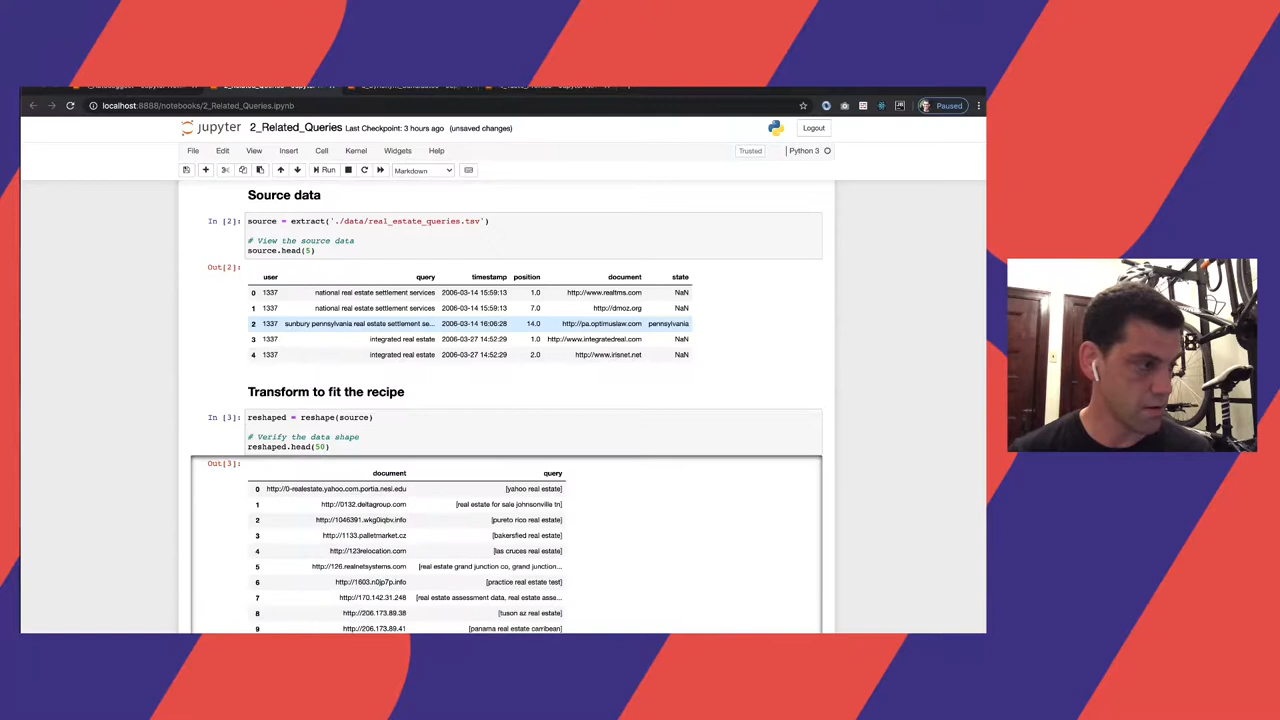 localhost:8888/notebooks/2_Related_Queries.ipynb
Paused
jupyter 2_Related_Queries Last Checkpoint: 3 hours ago (unsaved changes)
Logout
File Edit View Insert Cell Kernel Widgets Help
Trusted Python 3
Run Markdown
Source data
In [2]: source = extract('./data/real_estate_queries.tsv')
# View the source data
source.head(5)
Out[2]:
user query timestamp position document state
0 1337 national real estate settlement services 2006-03-14 15:59:13 1.0 http://www.realtms.com NaN
1 1337 national real estate settlement services 2006-03-14 15:59:13 7.0 http://dmoz.org NaN
2 1337 sunbury pennsylvania real estate settlement se... 2006-03-14 16:06:28 14.0 http://pa.optimuslaw.com pennsylvania
3 1337 integrated real estate 2006-03-27 14:52:29 1.0 http://www.integratedreal.com NaN
4 1337 integrated real estate 2006-03-27 14:52:29 2.0 http://www.irisnet.net NaN
Transform to fit the recipe
In [3]: reshaped = reshape(source)
# Verify the data shape
reshaped.head(50)
Out[3]:
document query
0 http://0-realestate.yahoo.com.portia.nesl.edu [yahoo real estate]
1 http://0132.deltagroup.com [real estate for sale johnsonville tn]
2 http://1046391.wkg0iqbv.info [pureto rico real estate]
3 http://1133.palletmarket.cz [bakersfied real estate]
4 http://123relocation.com [las cruces real estate]
5 http://126.realnetsystems.com [real estate grand junction co, grand junction...
6 http://1603.n0jp7p.info [practice real estate test]
7 http://170.142.31.248 [real estate assessment data, real estate asse...
8 http://206.173.89.38 [tuson az real estate]
9 http://206.173.89.41 [panama real estate carribean]